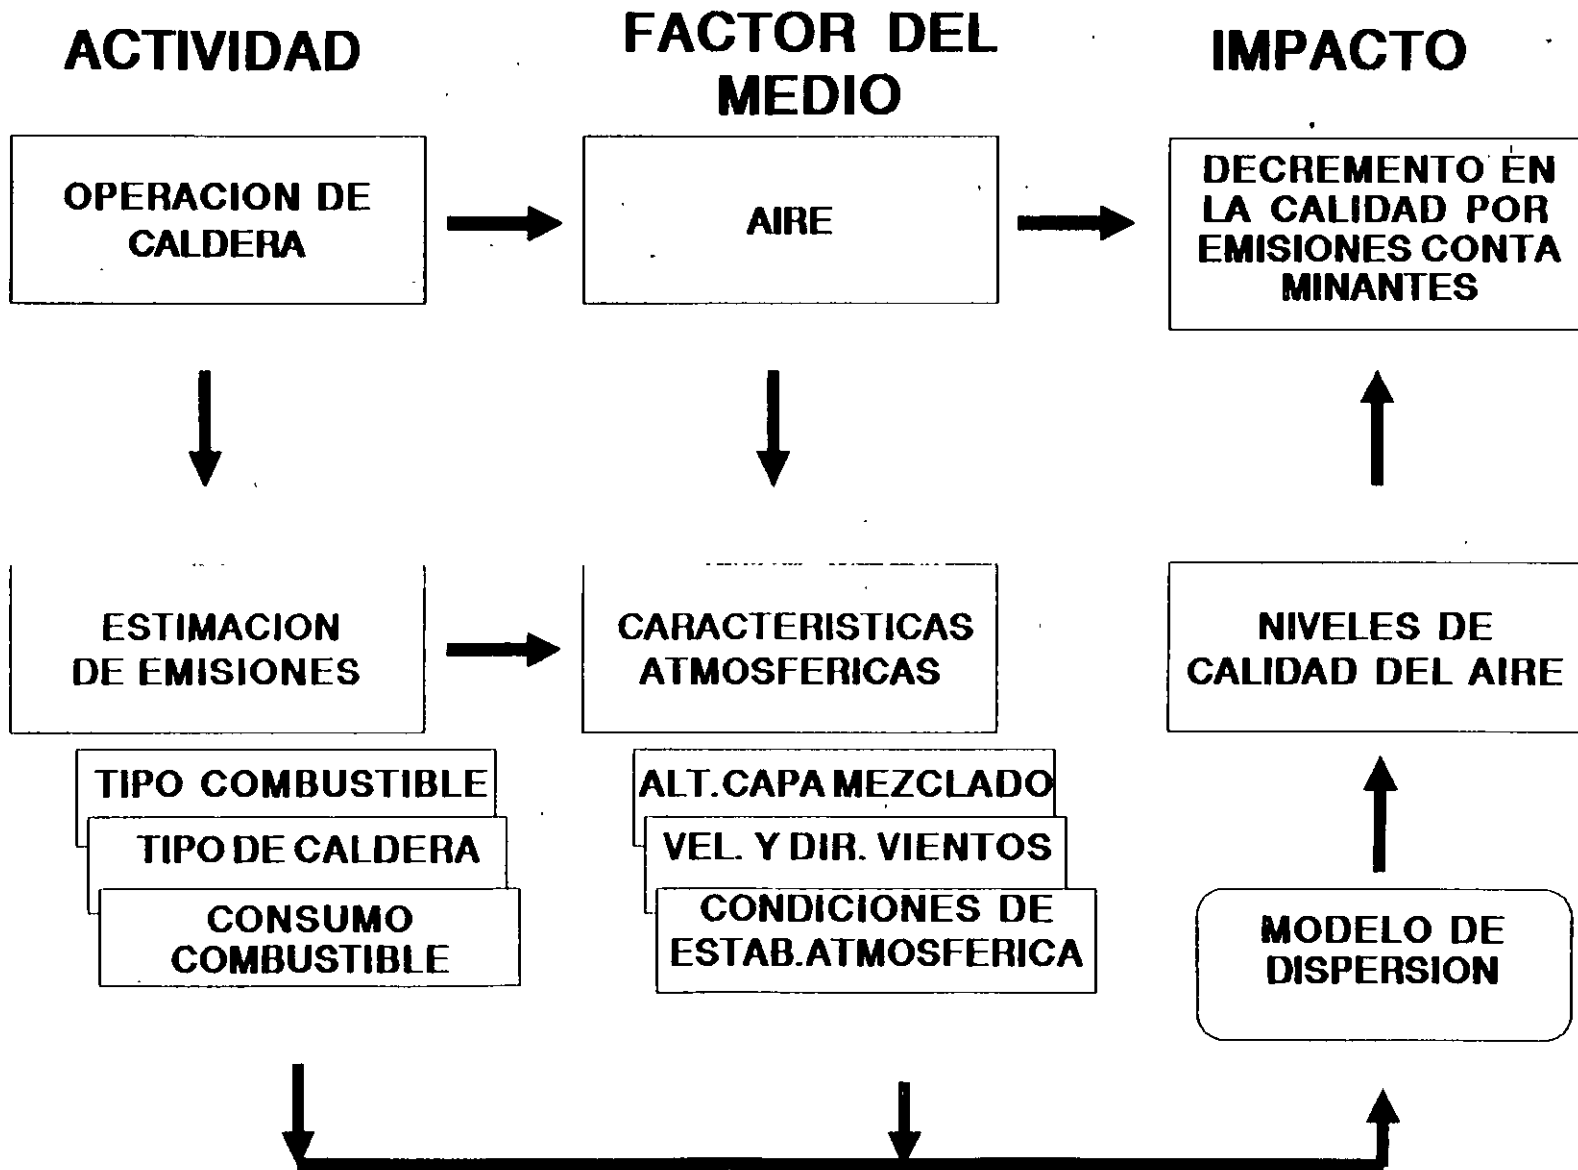 ACTIVIDAD
FACTOR DEL
MEDIO
IMPACTO
OPERACION DE
CALDERA
AIRE
DECREMENTO EN
LA CALIDAD POR
EMISIONES CONTA
MINANTES
ESTIMACION
DE EMISIONES
CARACTERISTICAS
ATMOSFERICAS
NIVELES DE
CALIDAD DEL AIRE
TIPO COMBUSTIBLE
TIPO DE CALDERA
CONSUMO
COMBUSTIBLE
ALT. CAPA MEZCLADO
VEL. Y DIR. VIENTOS
CONDICIONES DE
ESTAB. ATMOSFERICA
MODELO DE
DISPERSION